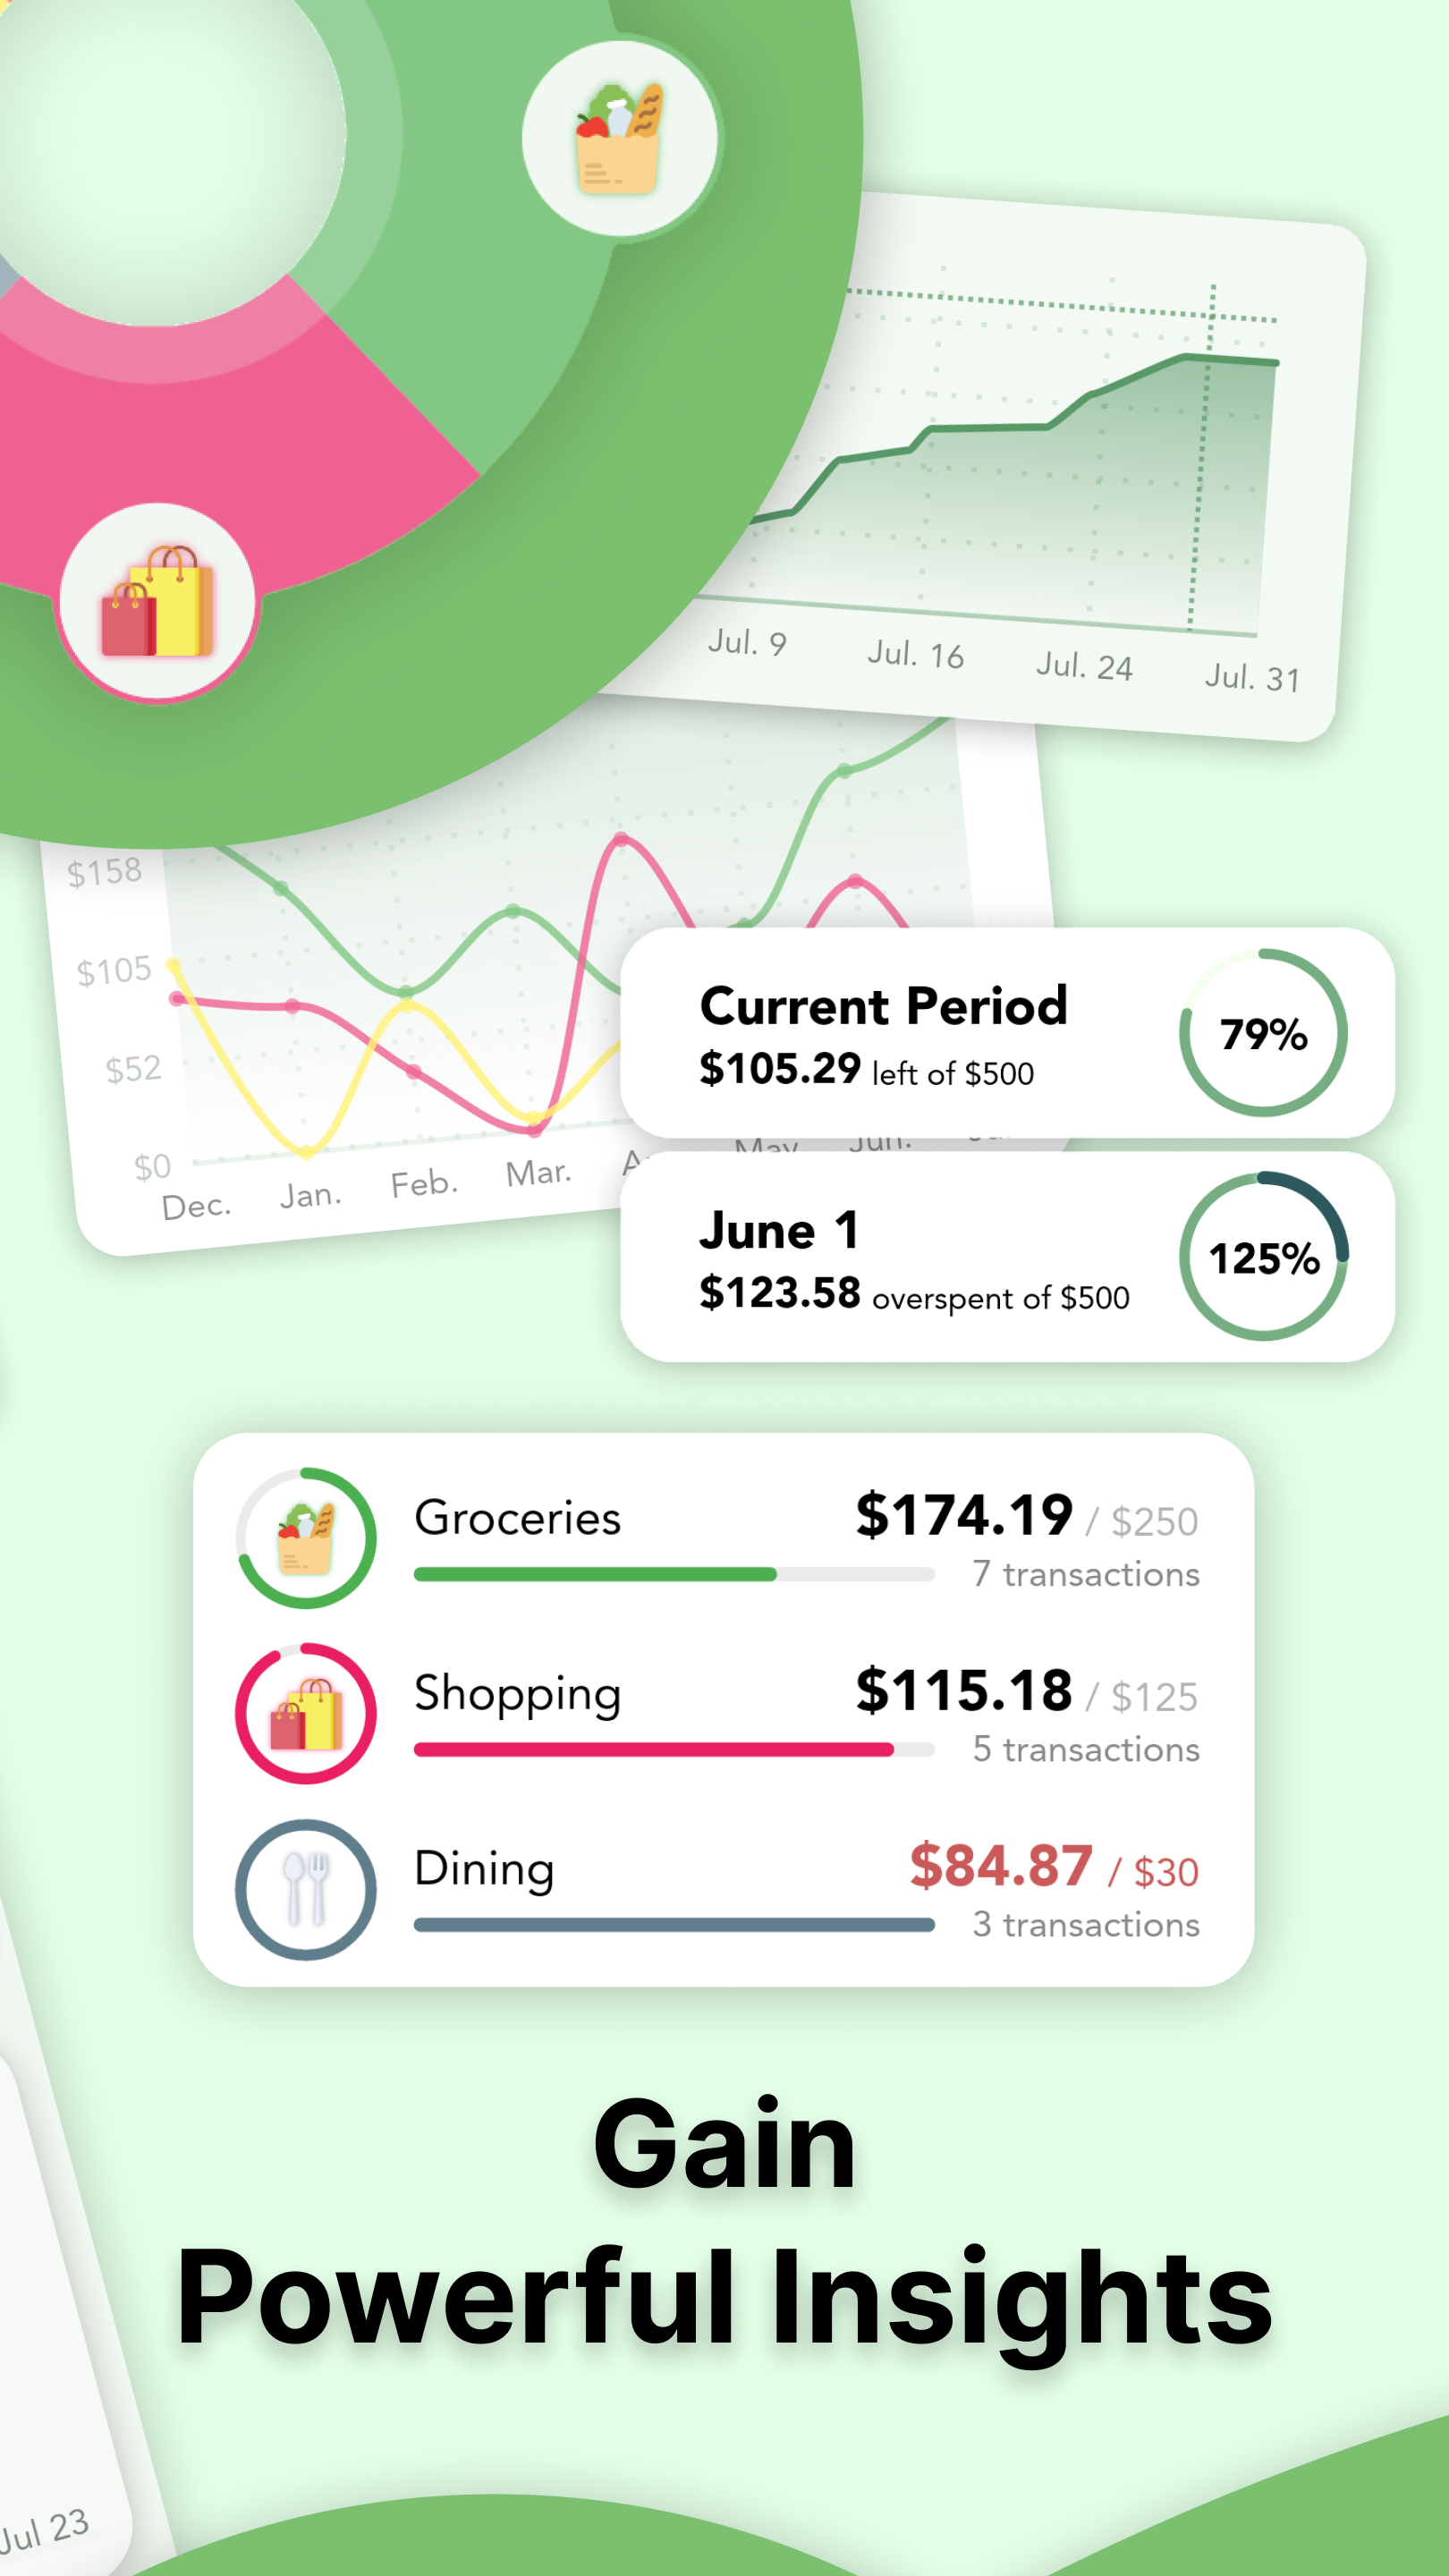 Jul. 9
Jul. 16
Jul. 24
Jul. 31
$158
$105
$52
$0
Dec.
Jan.
Feb.
Mar.
May
Jun.
Current Period
$105.29 left of $500
79%
June 1
$123.58 overspent of $500
125%
Groceries
$174.19 / $250
7 transactions
Shopping
$115.18 / $125
5 transactions
Dining
$84.87 / $30
3 transactions
Gain
Powerful Insights
Jul 23